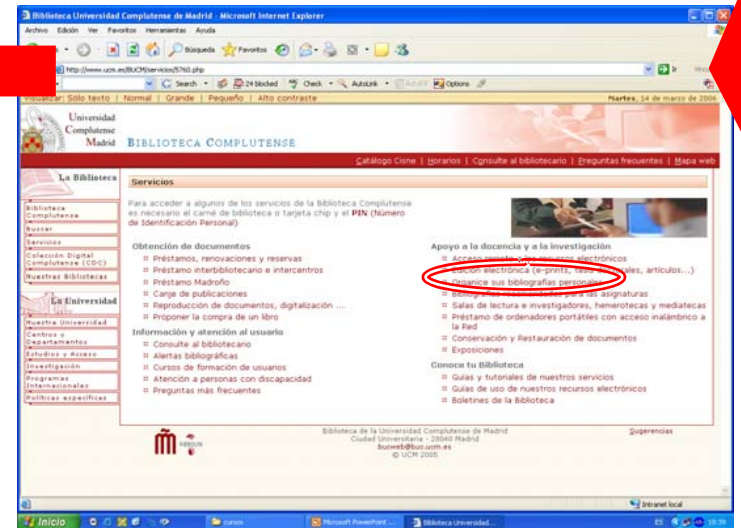 Biblioteca Universidad Complutense de Madrid - Microsoft Internet Explorer
Archivo Edición Ver Favoritos Herramientas Ayuda
Búsqueda Favoritos
http://www.ucm.es/BUCM/servicios/5760.php Ir
Search 24 blocked Check AutoLink Options
Visualizar: Sólo texto | Normal | Grande | Pequeño | Alto contraste
Martes, 14 de marzo de 2006
Universidad
Complutense
Madrid
BIBLIOTECA COMPLUTENSE
Catálogo Cisne | Horarios | Consulte al bibliotecario | Preguntas frecuentes | Mapa web
La Biblioteca
Biblioteca
Complutense
Buscar
Servicios
Colección Digital
Complutense (CDC)
Nuestras Bibliotecas
La Universidad
Nuestra Universidad
Centros y
Departamentos
Estudios y Acceso
Investigación
Programas
Internacionales
Políticas específicas
Servicios
Para acceder a algunos de los servicios de la Biblioteca Complutense
es necesario el carné de biblioteca o tarjeta chip y el PIN (Número
de Identificación Personal)
Obtención de documentos
Préstamos, renovaciones y reservas
Préstamo interbibliotecario e intercentros
Préstamo Madroño
Canje de publicaciones
Reproducción de documentos, digitalización ...
Proponer la compra de un libro
Información y atención al usuario
Consulte al bibliotecario
Alertas bibliográficas
Cursos de formación de usuarios
Atención a personas con discapacidad
Preguntas más frecuentes
Apoyo a la docencia y a la investigación
Acceso remoto a los recursos electrónicos
Edición electrónica (e-prints, tesis doctorales, artículos...)
Organice sus bibliografías personales
Bibliografías recomendadas para las asignaturas
Salas de lectura e investigadores, hemerotecas y mediatecas
Préstamo de ordenadores portátiles con acceso inalámbrico a
la Red
Conservación y Restauración de documentos
Exposiciones
Conoce tu Biblioteca
Guías y tutoriales de nuestros servicios
Guías de uso de nuestros recursos electrónicos
Boletines de la Biblioteca
Biblioteca de la Universidad Complutense de Madrid
Ciudad Universitaria - 28040 Madrid
bucweb@buc.ucm.es
© UCM 2005
Sugerencias
Intranet local
Inicio cursos Microsoft PowerPoint ... Biblioteca Universidad... ES 18:39